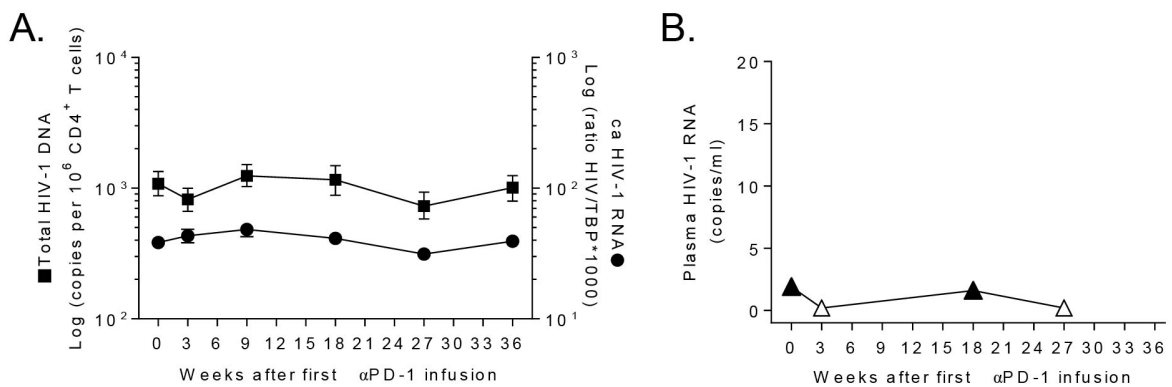 A.
■ Total HIV-1 DNA
Log (copies per 10⁶ CD4⁺ T cells)
10⁴
10³
10²
10³
10²
10¹
Log (ratio HIV/TBP*1000)
ca HIV-1 RNA ●
0 3 6 9 12 15 18 21 24 27 30 33 36
Weeks after first αPD-1 infusion
B.
Plasma HIV-1 RNA
(copies/ml)
20
15
10
5
0
0 3 6 9 12 15 18 21 24 27 30 33 36
Weeks after first αPD-1 infusion